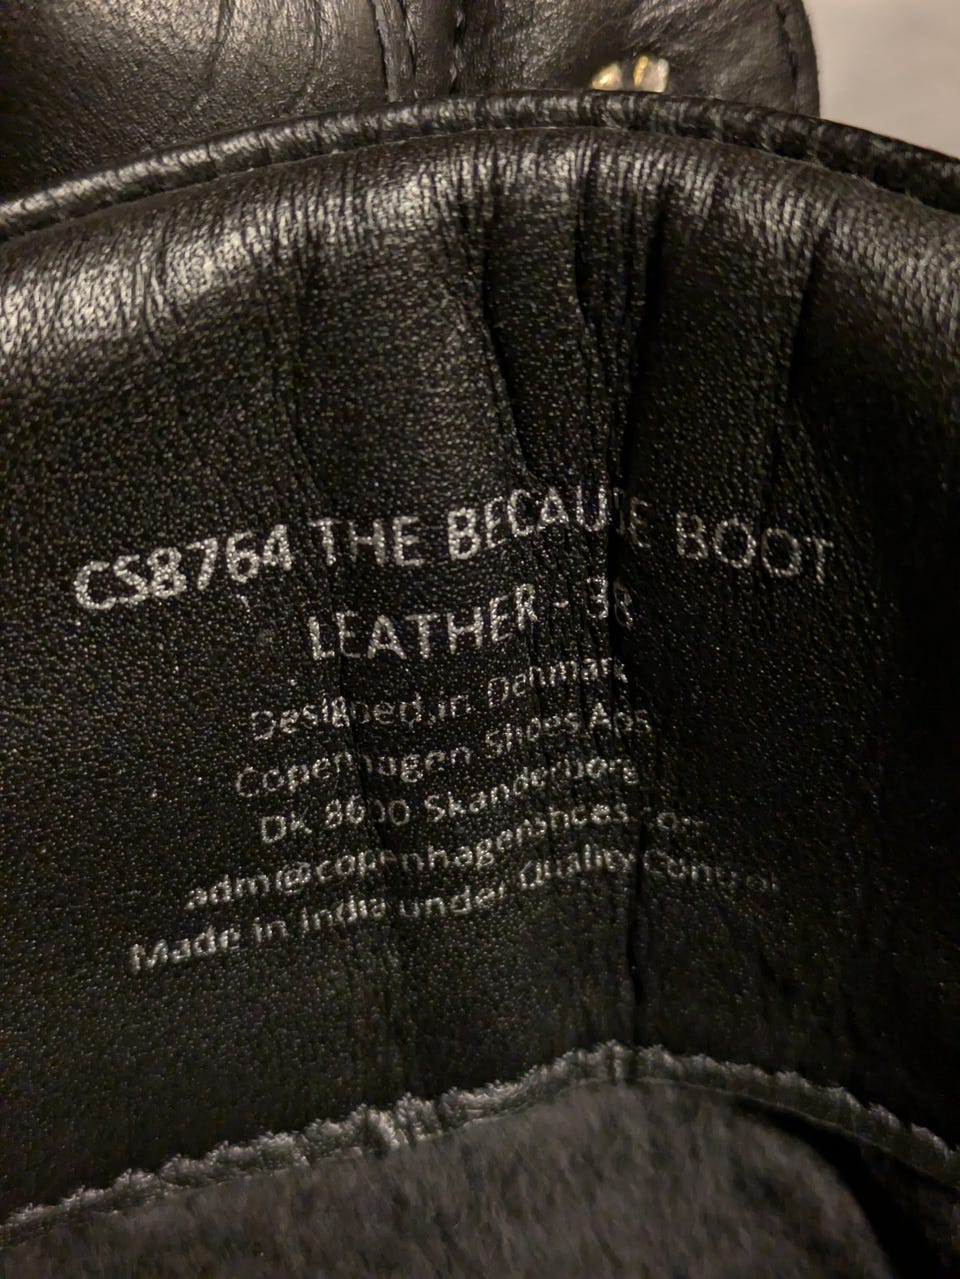 CS8764 THE BECAUSE BOOT
LEATHER - 38
Designed in Denmark
Copenhagen Shoes Aps
DK 8600 Skanderborg
adm@copenhagenshoes.
Made in India under Quality Control